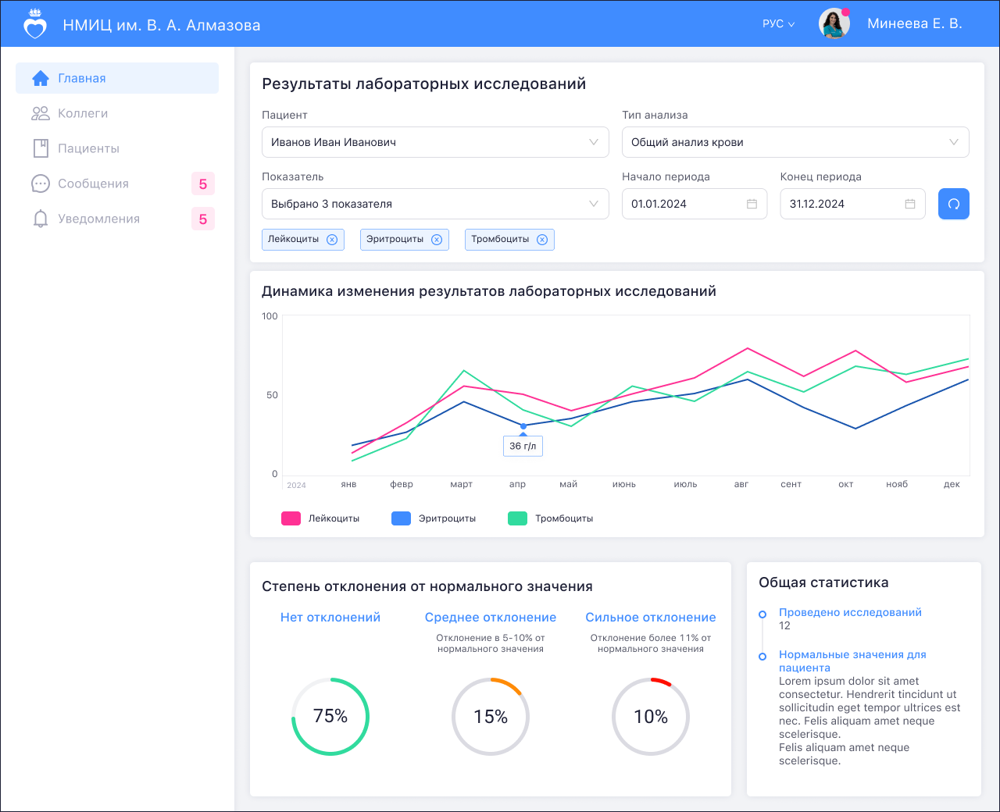 НМИЦ им. В. А. Алмазова
РУС
Минеева Е. В.
Главная
Коллеги
Пациенты
Сообщения
5
Уведомления
5
Результаты лабораторных исследований
Пациент
Тип анализа
Иванов Иван Иванович
Общий анализ крови
Показатель
Начало периода
Конец периода
Выбрано 3 показателя
01.01.2024
31.12.2024
Лейкоциты
Эритроциты
Тромбоциты
Динамика изменения результатов лабораторных исследований
100
50
0
36 г/л
2024
янв
февр
март
апр
май
июнь
июль
авг
сент
окт
нояб
дек
Лейкоциты
Эритроциты
Тромбоциты
Степень отклонения от нормального значения
Нет отклонений
Среднее отклонение
Отклонение в 5-10% от
нормального значения
Сильное отклонение
Отклонение более 11% от
нормального значения
75%
15%
10%
Общая статистика
Проведено исследований
12
Нормальные значения для
пациента
Lorem ipsum dolor sit amet
consectetur. Hendrerit tincidunt ut
sollicitudin eget tempor ultrices est
nec. Felis aliquam amet neque
scelerisque.
Felis aliquam amet neque
scelerisque.